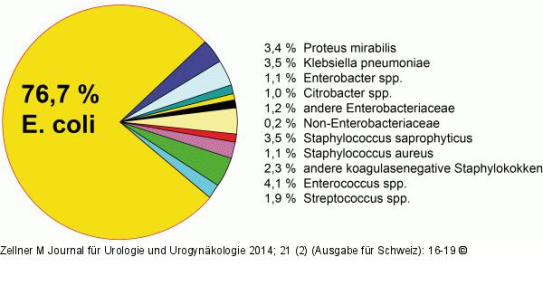 76,7 %
E. coli
3,4 % Proteus mirabilis
3,5 % Klebsiella pneumoniae
1,1 % Enterobacter spp.
1,0 % Citrobacter spp.
1,2 % andere Enterobacteriaceae
0,2 % Non-Enterobacteriaceae
3,5 % Staphylococcus saprophyticus
1,1 % Staphylococcus aureus
2,3 % andere koagulasenegative Staphylokokken
4,1 % Enterococcus spp.
1,9 % Streptococcus spp.
Zellner M Journal für Urologie und Urogynäkologie 2014; 21 (2) (Ausgabe für Schweiz): 16-19 ©